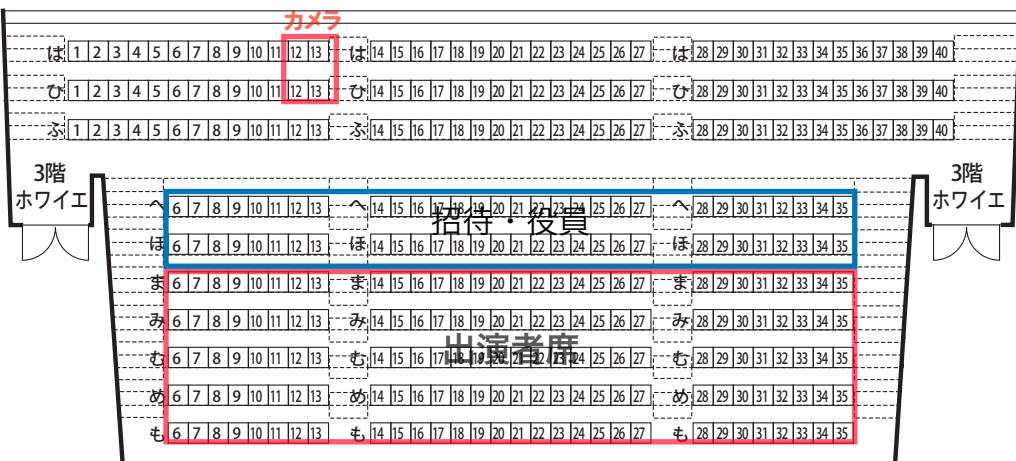 カメラ
は 1 2 3 4 5 6 7 8 9 10 11 12 13 は 14 15 16 17 18 19 20 21 22 23 24 25 26 27 は 28 29 30 31 32 33 34 35 36 37 38 39 40
ひ 1 2 3 4 5 6 7 8 9 10 11 12 13 ひ 14 15 16 17 18 19 20 21 22 23 24 25 26 27 ひ 28 29 30 31 32 33 34 35 36 37 38 39 40
ふ 1 2 3 4 5 6 7 8 9 10 11 12 13 ふ 14 15 16 17 18 19 20 21 22 23 24 25 26 27 ふ 28 29 30 31 32 33 34 35 36 37 38 39 40
3階
ホワイエ
3階
ホワイエ
へ 6 7 8 9 10 11 12 13 へ 14 15 16 17 18 19 20 21 22 23 24 25 26 27 へ 28 29 30 31 32 33 34 35
招待・役員
ほ 6 7 8 9 10 11 12 13 ほ 14 15 16 17 18 19 20 21 22 23 24 25 26 27 ほ 28 29 30 31 32 33 34 35
ま 6 7 8 9 10 11 12 13 ま 14 15 16 17 18 19 20 21 22 23 24 25 26 27 ま 28 29 30 31 32 33 34 35
み 6 7 8 9 10 11 12 13 み 14 15 16 17 18 19 20 21 22 23 24 25 26 27 み 28 29 30 31 32 33 34 35
出演者席
む 6 7 8 9 10 11 12 13 む 14 15 16 17 18 19 20 21 22 23 24 25 26 27 む 28 29 30 31 32 33 34 35
め 6 7 8 9 10 11 12 13 め 14 15 16 17 18 19 20 21 22 23 24 25 26 27 め 28 29 30 31 32 33 34 35
も 6 7 8 9 10 11 12 13 も 14 15 16 17 18 19 20 21 22 23 24 25 26 27 も 28 29 30 31 32 33 34 35